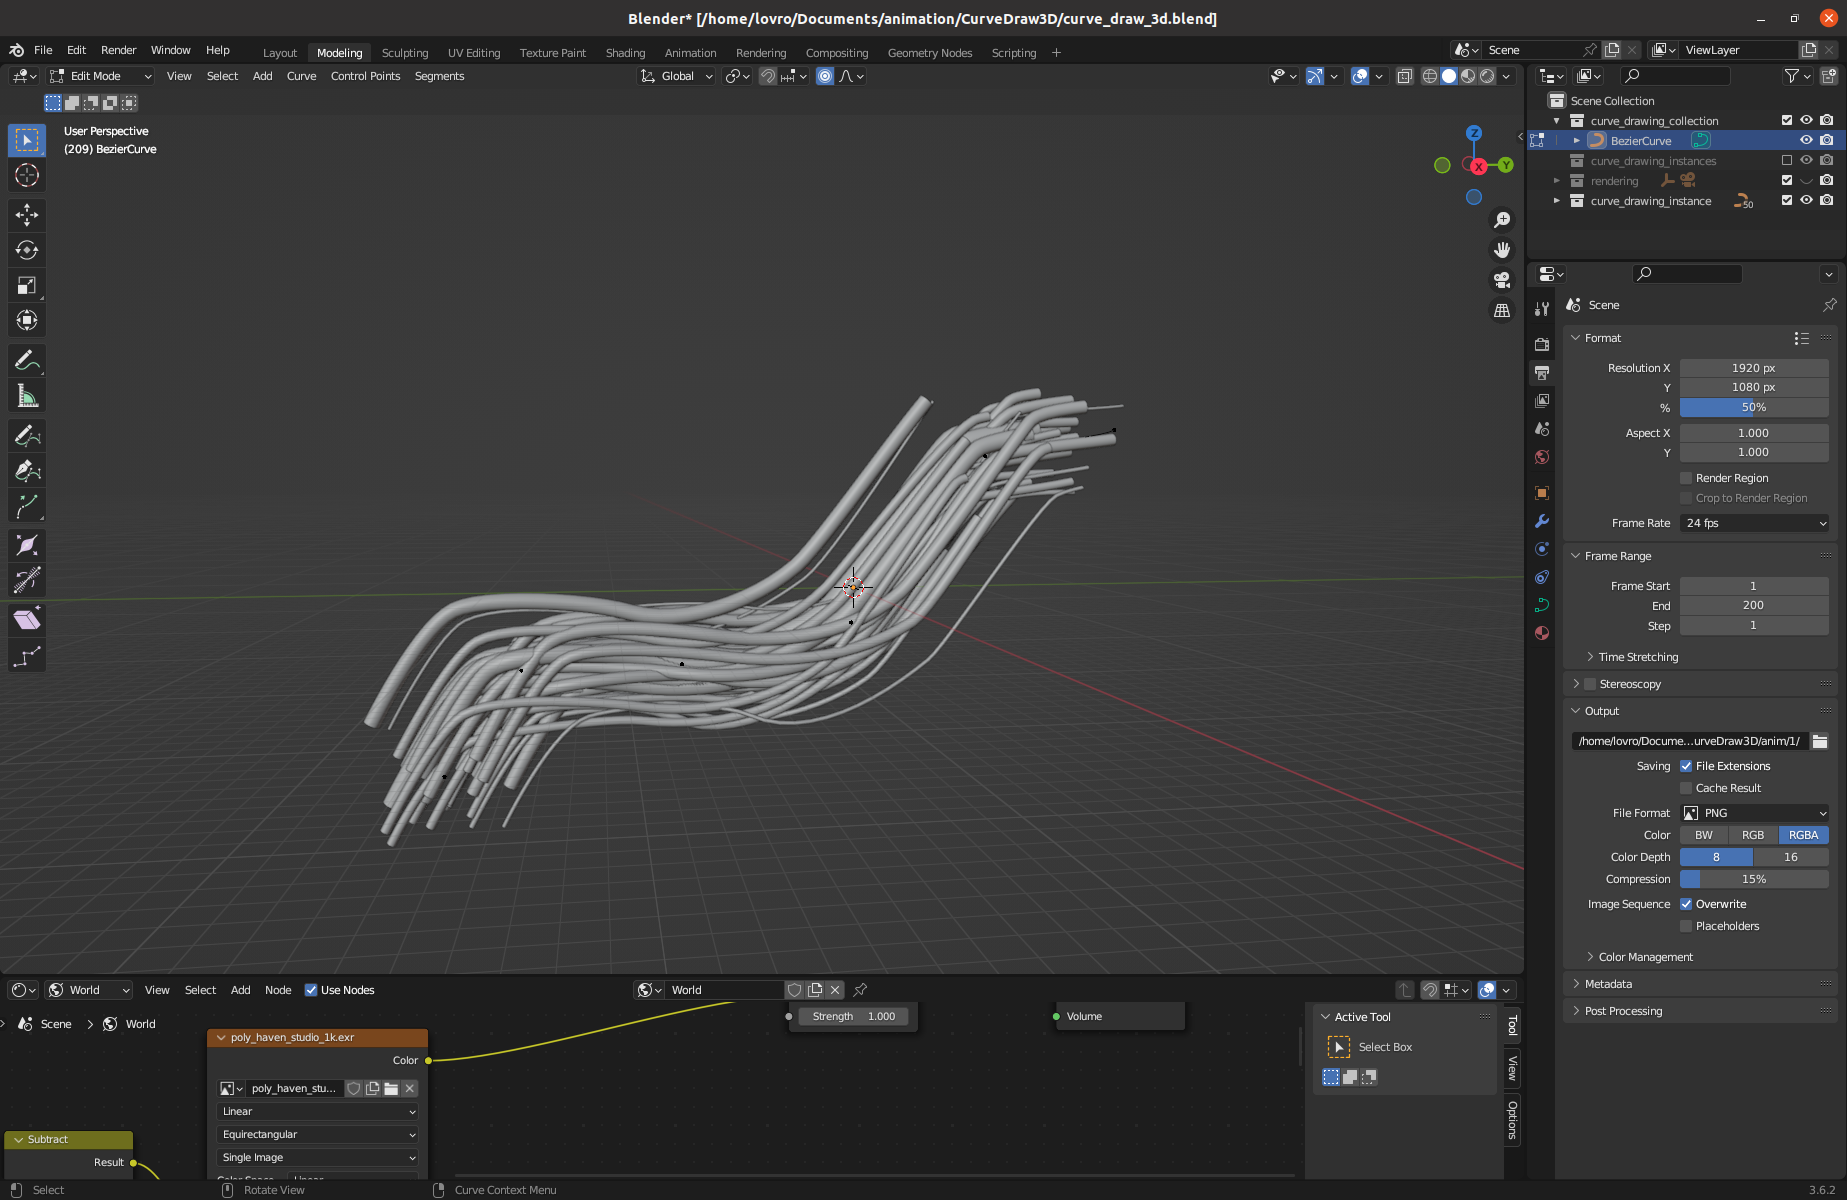 Blender* [/home/lovro/Documents/animation/CurveDraw3D/curve_draw_3d.blend]
File Edit Render Window Help
Layout Modeling Sculpting UV Editing Texture Paint Shading Animation Rendering Compositing Geometry Nodes Scripting +
Scene
ViewLayer
Edit Mode View Select Add Curve Control Points Segments
Global
User Perspective
(209) BezierCurve
Z
X
Y
Scene Collection
curve_drawing_collection
BezierCurve
curve_drawing_instances
rendering
curve_drawing_instance
50
Scene
Format
Resolution X 1920 px
Y 1080 px
% 50%
Aspect X 1.000
Y 1.000
Render Region
Crop to Render Region
Frame Rate 24 fps
Frame Range
Frame Start 1
End 200
Step 1
Time Stretching
Stereoscopy
Output
/home/lovro/Docume...urveDraw3D/anim/1/
Saving File Extensions
Cache Result
File Format PNG
Color BW RGB RGBA
Color Depth 8 16
Compression 15%
Image Sequence Overwrite
Placeholders
Color Management
Metadata
Post Processing
World View Select Add Node Use Nodes
World
Scene > World
poly_haven_studio_1k.exr
Color
poly_haven_stu...
Linear
Equirectangular
Single Image
Subtract
Result
Strength 1.000
Volume
Active Tool
Select Box
Tool
View
Options
Select
Rotate View
Curve Context Menu
3.6.2